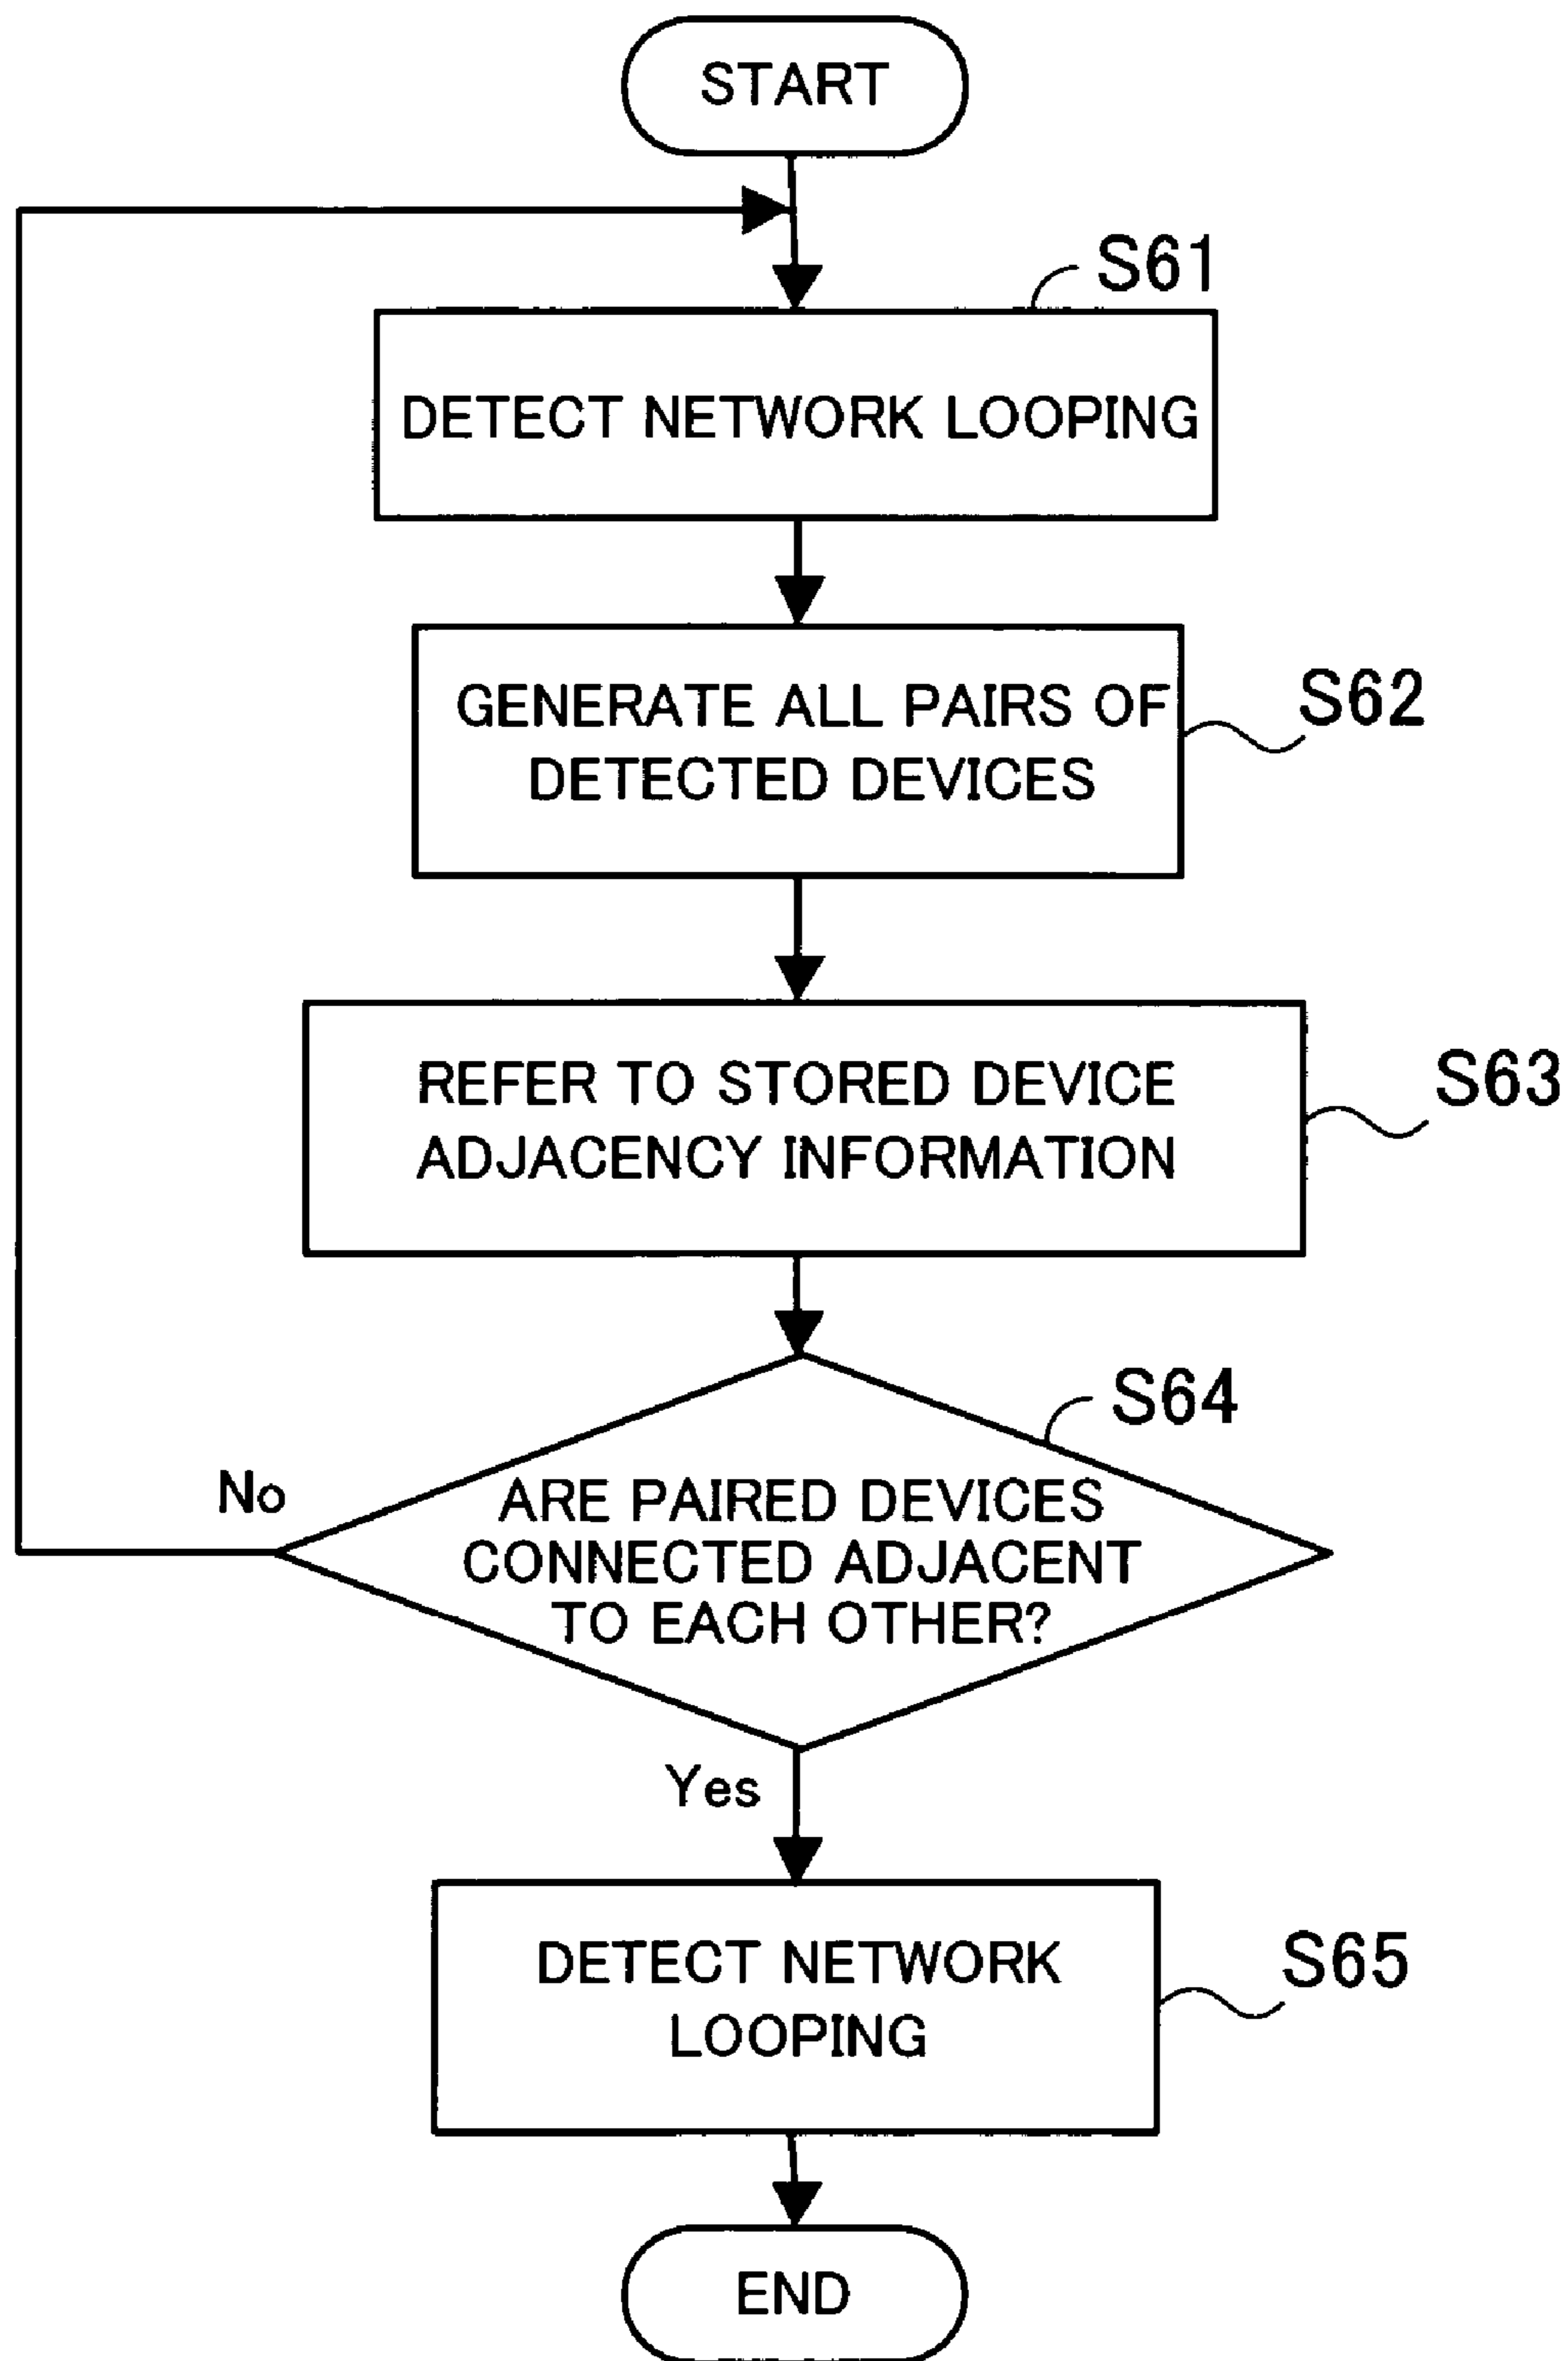 START
S61
DETECT NETWORK LOOPING
GENERATE ALL PAIRS OF
DETECTED DEVICES
S62
REFER TO STORED DEVICE
ADJACENCY INFORMATION
S63
S64
No
ARE PAIRED DEVICES
CONNECTED ADJACENT
TO EACH OTHER?
Yes
DETECT NETWORK
LOOPING
S65
END